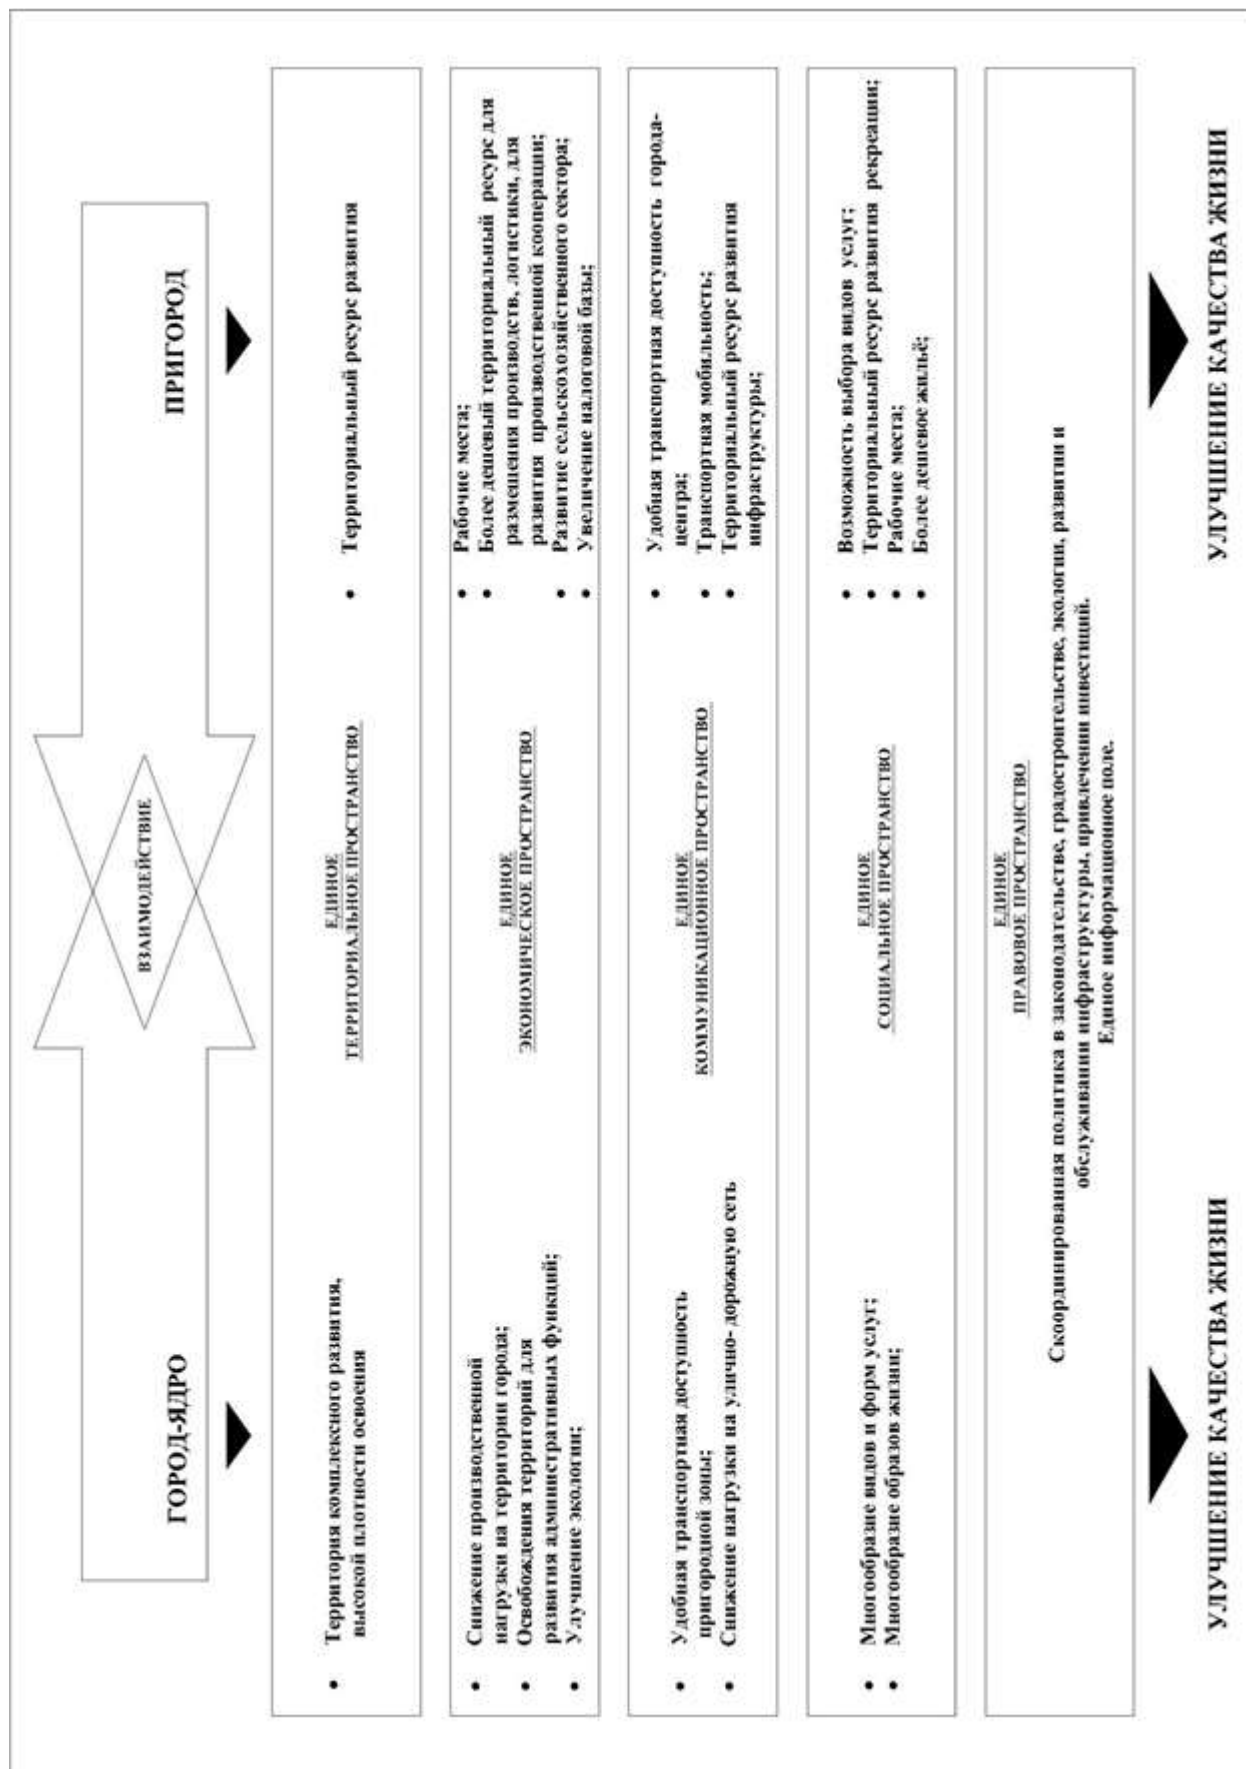 ГОРОД-ЯДРО
ВЗАИМОДЕЙСТВИЕ
ПРИГОРОД
• Территория комплексного развития,
высокой плотности освоения
ЕДИНОЕ
ТЕРРИТОРИАЛЬНОЕ ПРОСТРАНСТВО
• Территориальный ресурс развития
• Снижение производственной
нагрузки на территории города;
• Освобождения территорий для
развития административных функций;
• Улучшение экологии;
ЕДИНОЕ
ЭКОНОМИЧЕСКОЕ ПРОСТРАНСТВО
• Рабочие места;
• Более дешевый территориальный ресурс для
размещения производств, логистики, для
развития производственной кооперации;
• Развитие сельскохозяйственного сектора;
• Увеличение налоговой базы;
• Удобная транспортная доступность
пригородной зоны;
• Снижение нагрузки на улично- дорожную сеть
ЕДИНОЕ
КОММУНИКАЦИОННОЕ ПРОСТРАНСТВО
• Удобная транспортная доступность города-
центра;
• Транспортная мобильность;
• Территориальный ресурс развития
инфраструктуры;
• Многообразие видов и форм услуг;
• Многообразие образов жизни;
ЕДИНОЕ
СОЦИАЛЬНОЕ ПРОСТРАНСТВО
• Возможность выбора видов услуг;
• Территориальный ресурс развития рекреации;
• Рабочие места;
• Более дешевое жильё;
ЕДИНОЕ
ПРАВОВОЕ ПРОСТРАНСТВО
Скоординированная политика в законодательстве, градостроительстве, экологии, развитии и
обслуживании инфраструктуры, привлечении инвестиций.
Единое информационное поле.
УЛУЧШЕНИЕ КАЧЕСТВА ЖИЗНИ
УЛУЧШЕНИЕ КАЧЕСТВА ЖИЗНИ